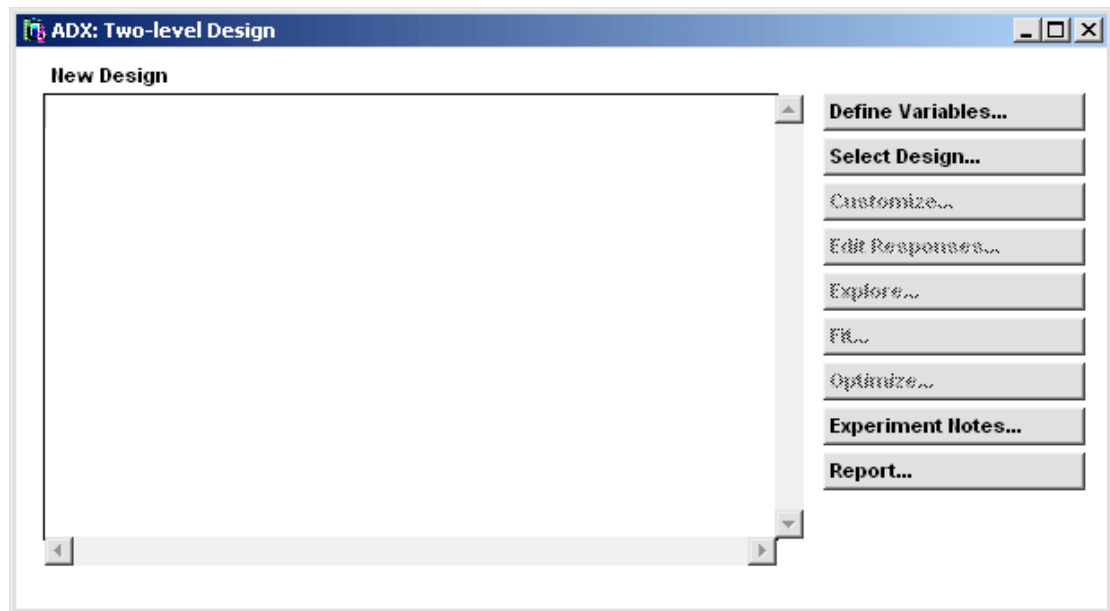 ADX: Two-level Design
New Design
Define Variables...
Select Design...
Customize...
Edit Responses...
Explore...
Fit...
Optimize...
Experiment Notes...
Report...